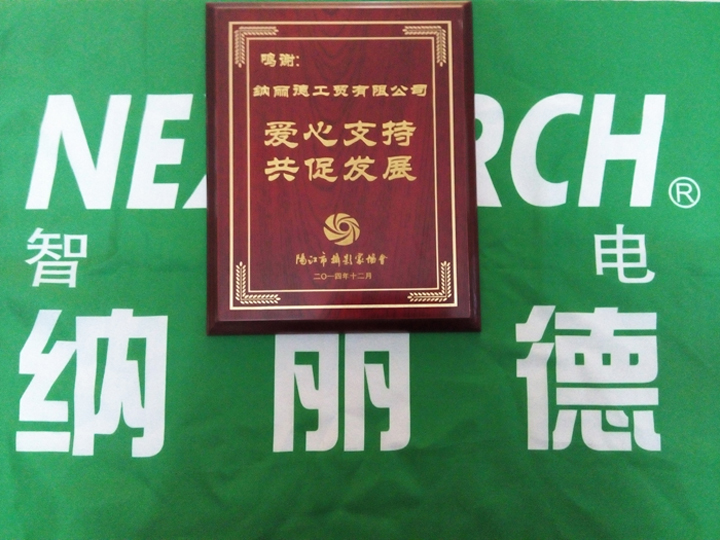 鸣谢:
纳丽德工贸有限公司
爱心支持
共促发展
陽江市攝影家協會
二〇一四年十二月
NEX RCH®
智 电
纳丽德